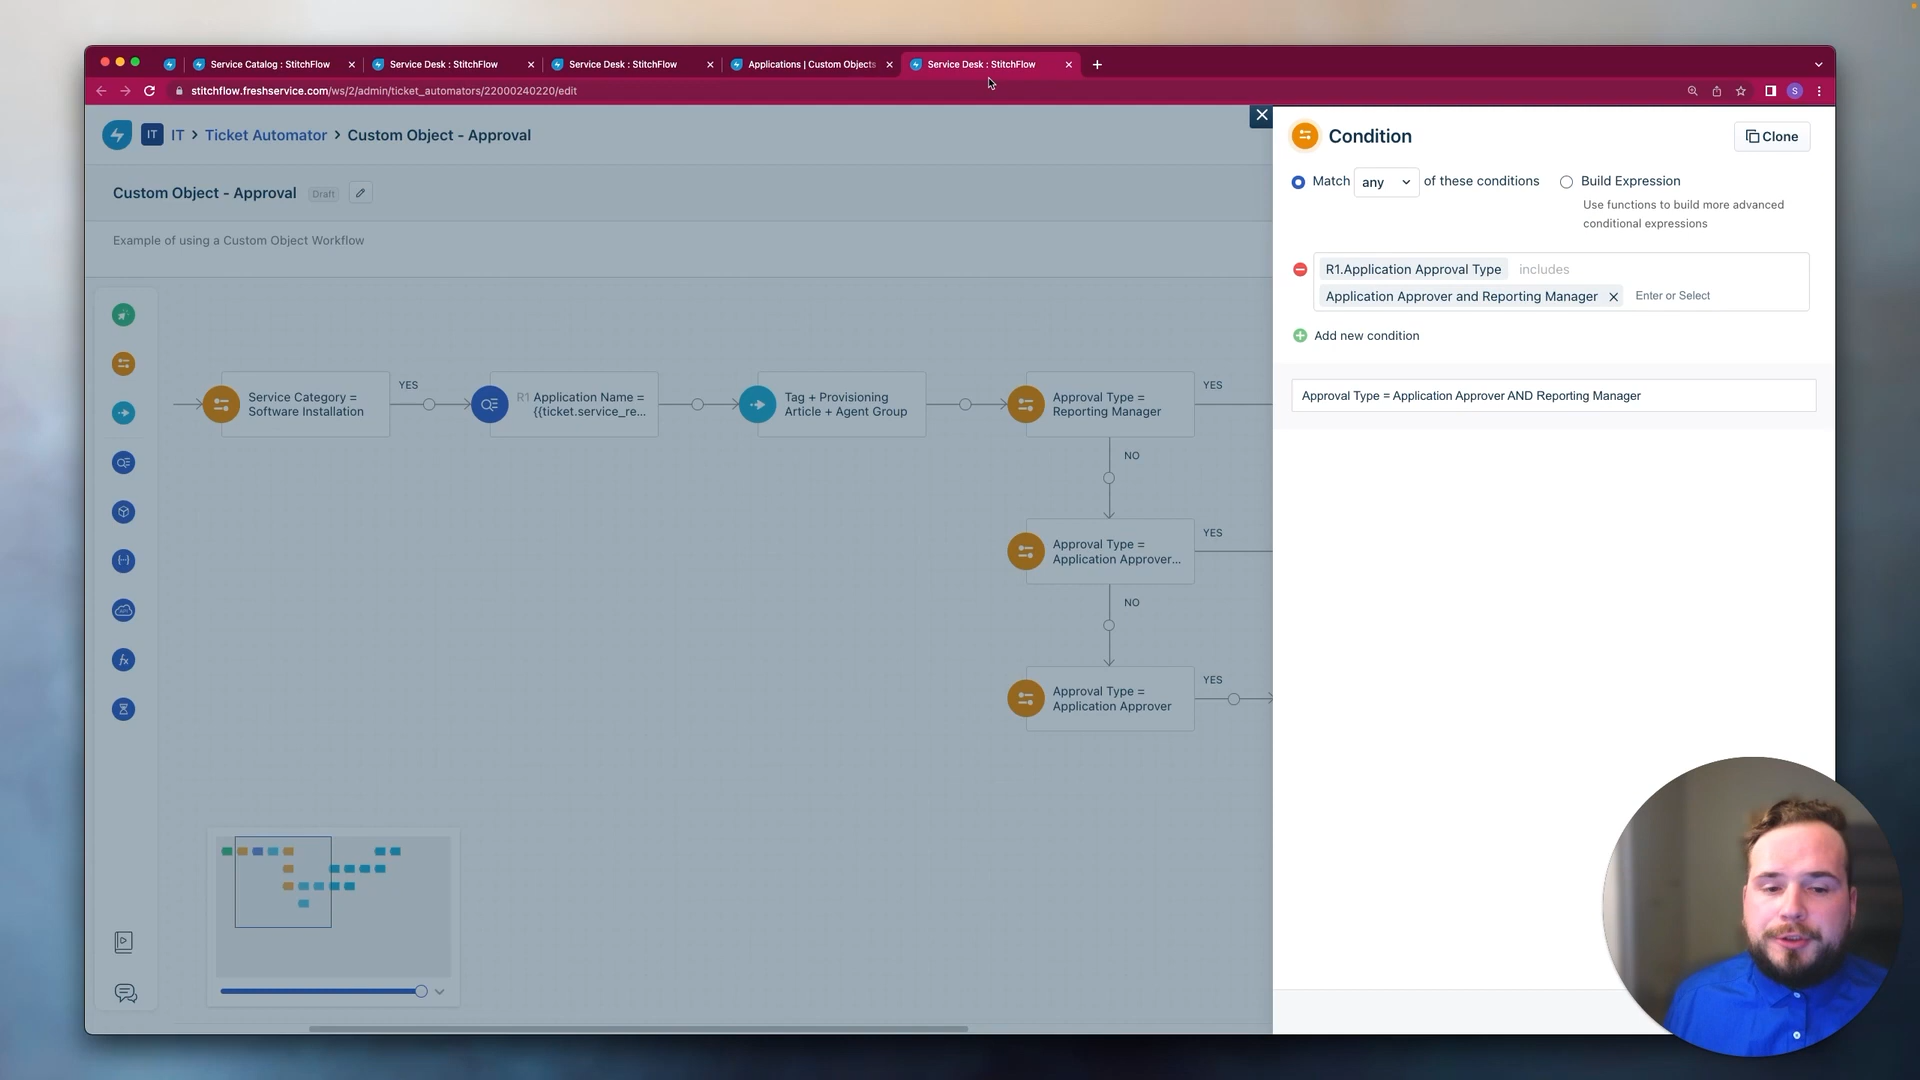 Service Catalog : StitchFlow
Service Desk : StitchFlow
Service Desk : StitchFlow
Applications | Custom Objects
Service Desk : StitchFlow
stitchflow.freshservice.com/ws/2/admin/ticket_automators/22000240220/edit
S
IT IT > Ticket Automator > Custom Object - Approval
Custom Object - Approval Draft
Example of using a Custom Object Workflow
Service Category =
Software Installation
YES
R1 Application Name =
{{ticket.service_re...
Tag + Provisioning
Article + Agent Group
Approval Type =
Reporting Manager
YES
NO
Approval Type =
Application Approver...
YES
NO
Approval Type =
Application Approver
YES
Condition
Clone
Match any of these conditions
Build Expression
Use functions to build more advanced
conditional expressions
R1.Application Approval Type includes
Application Approver and Reporting Manager Enter or Select
Add new condition
Approval Type = Application Approver AND Reporting Manager